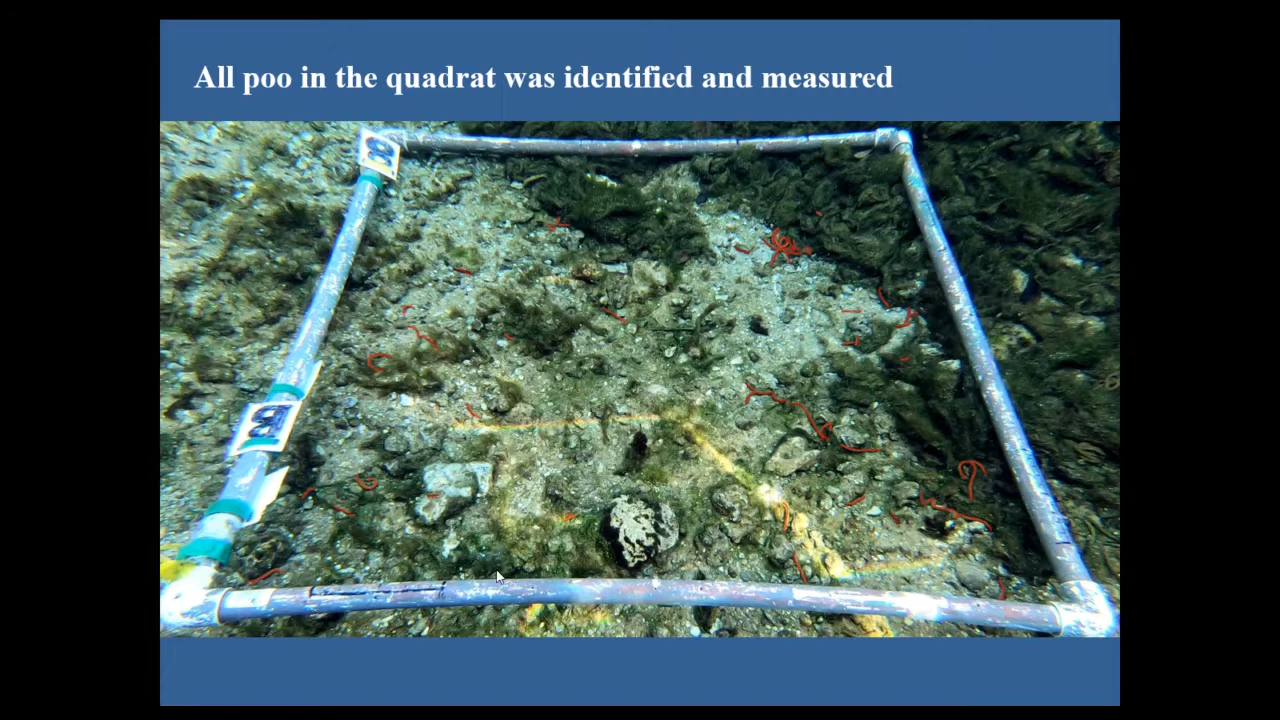 All poo in the quadrat was identified and measured